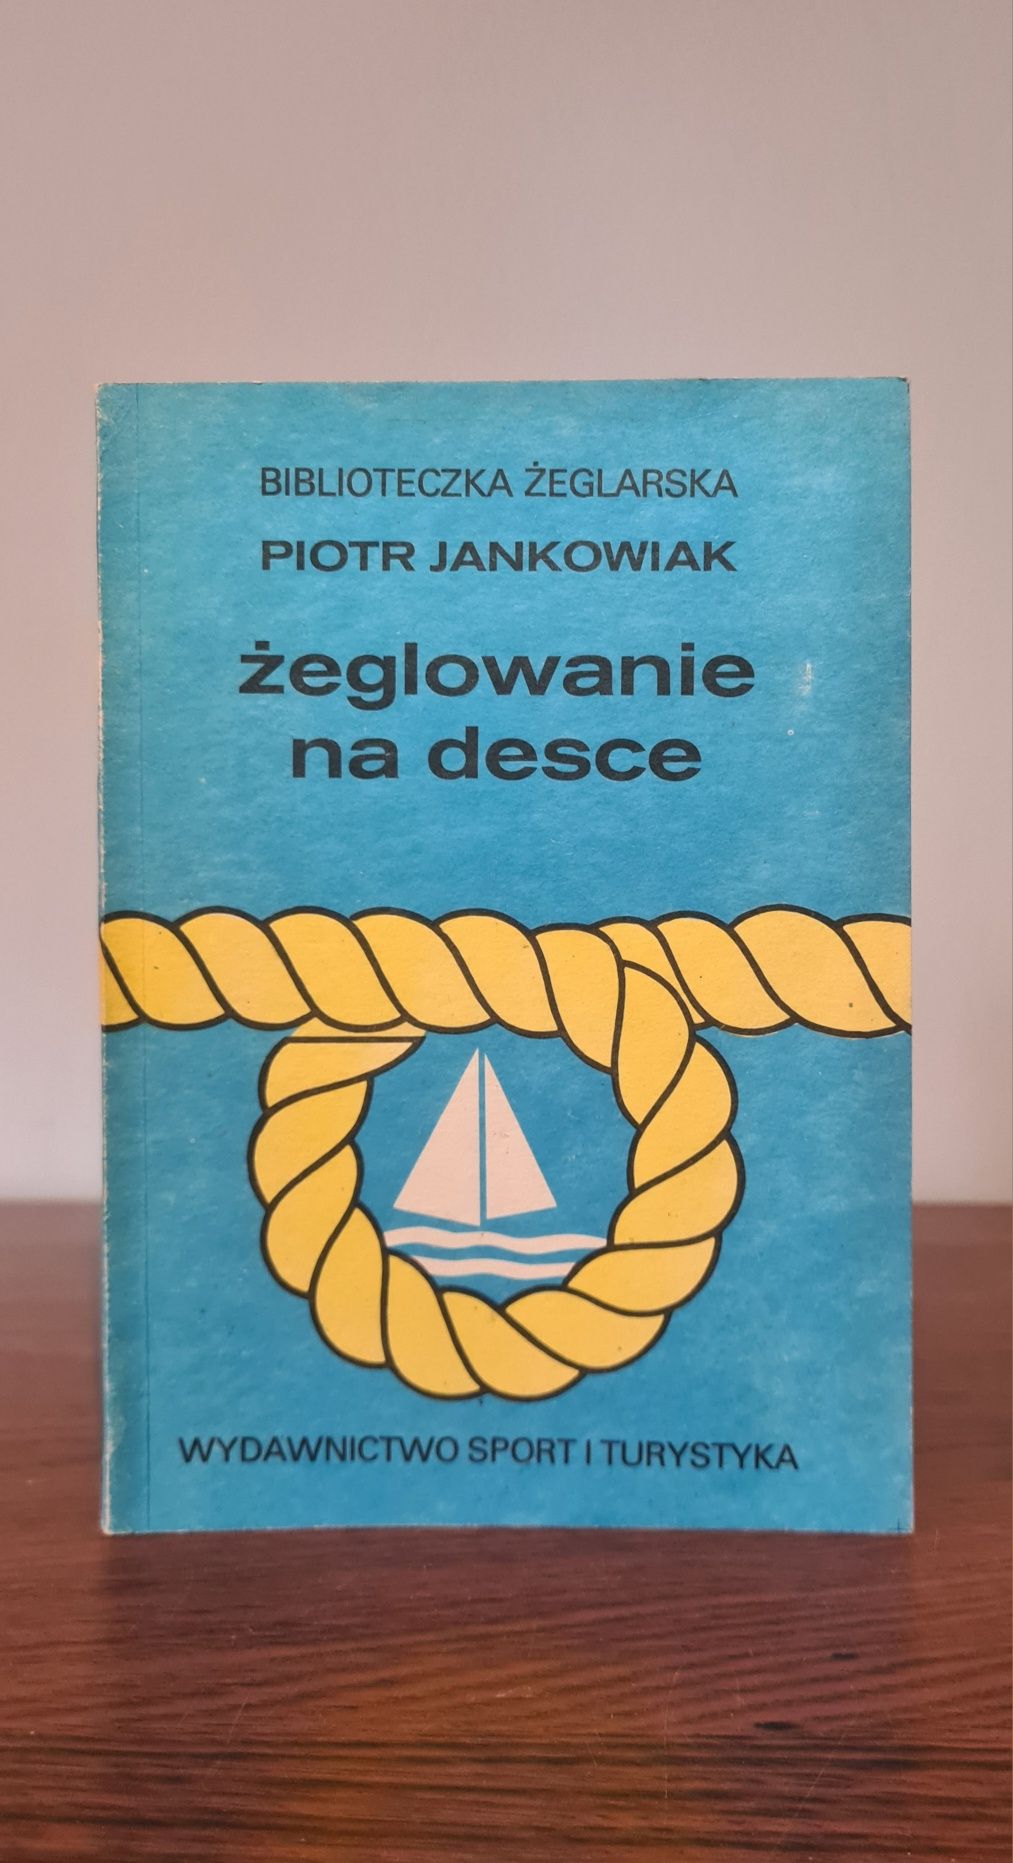 BIBLIOTECZKA ŻEGLARSKA
PIOTR JANKOWIAK
żeglowanie
na desce
WYDAWNICTWO SPORT I TURYSTYKA